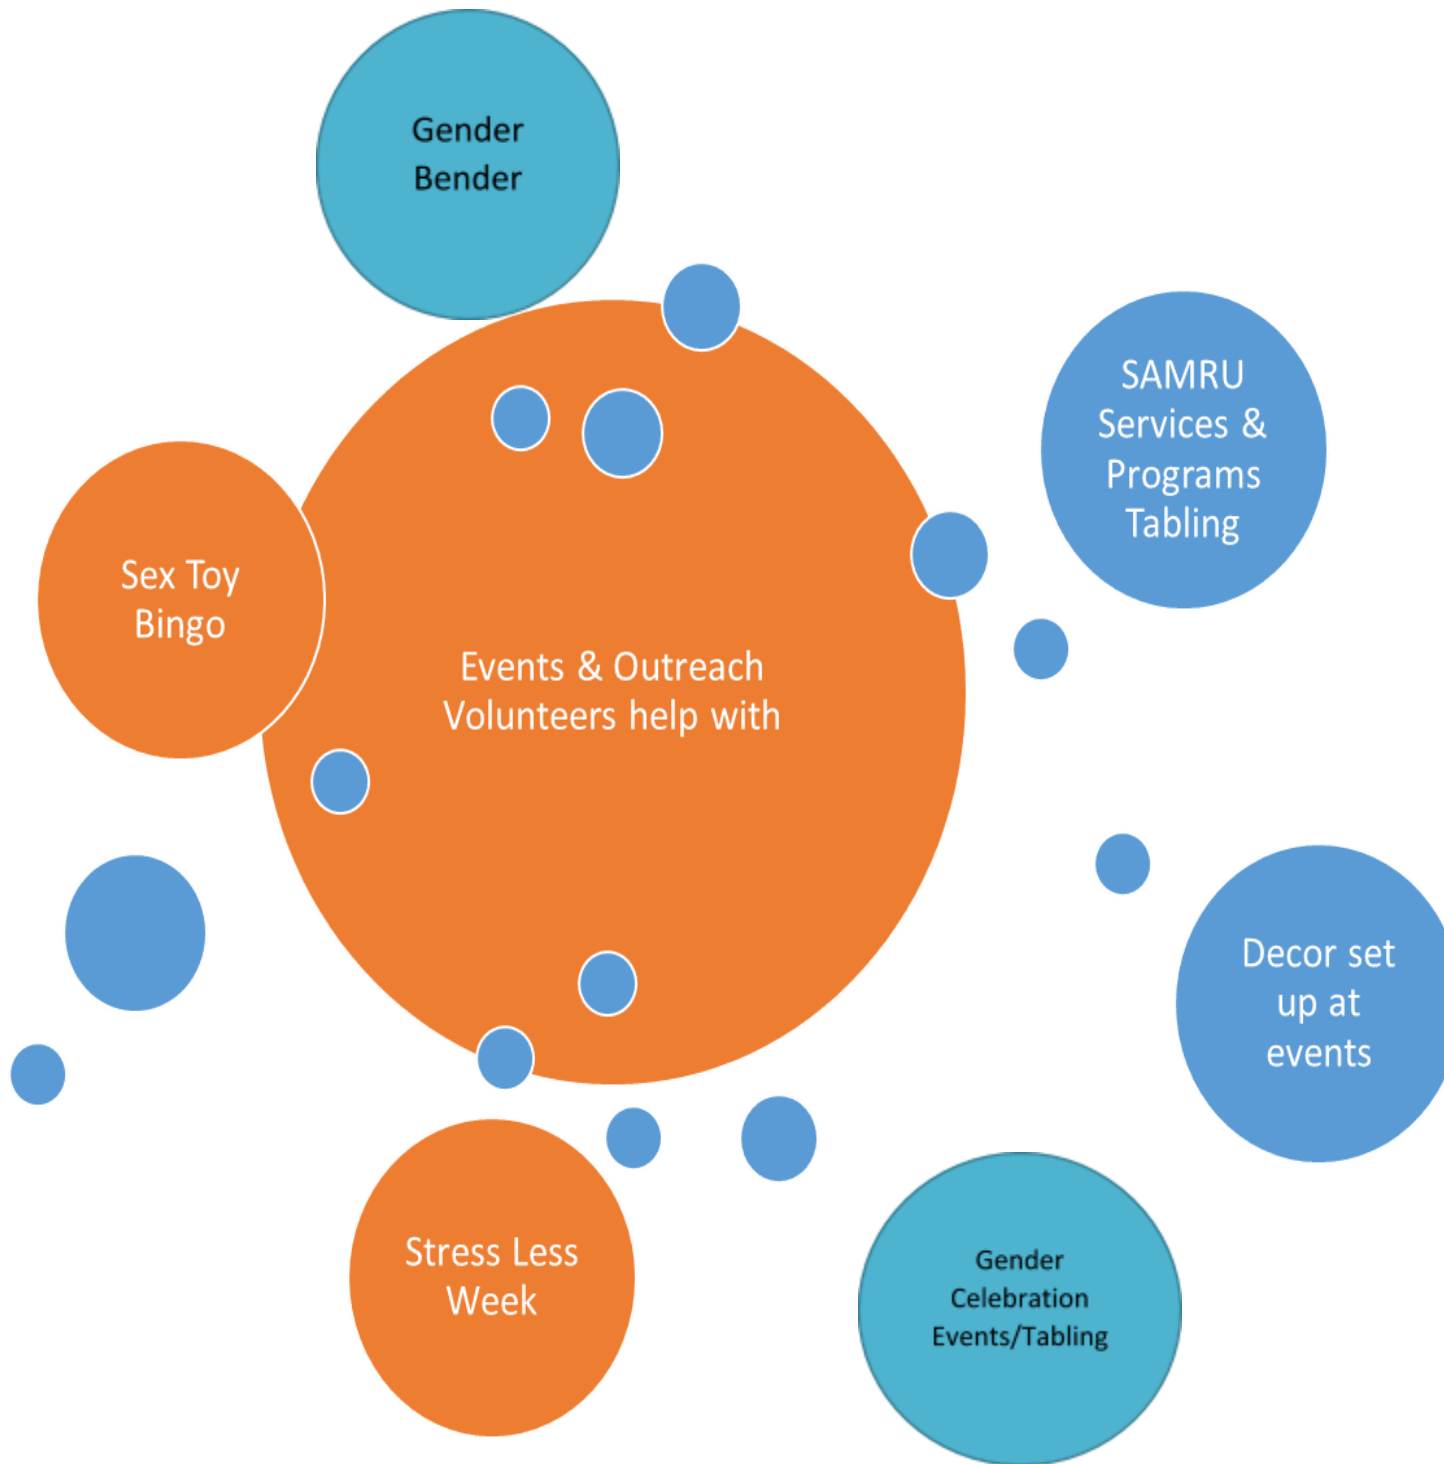 Gender
Bender
SAMRU
Services &
Programs
Tabling
Sex Toy
Bingo
Events & Outreach
Volunteers help with
Decor set
up at
events
Stress Less
Week
Gender
Celebration
Events/Tabling